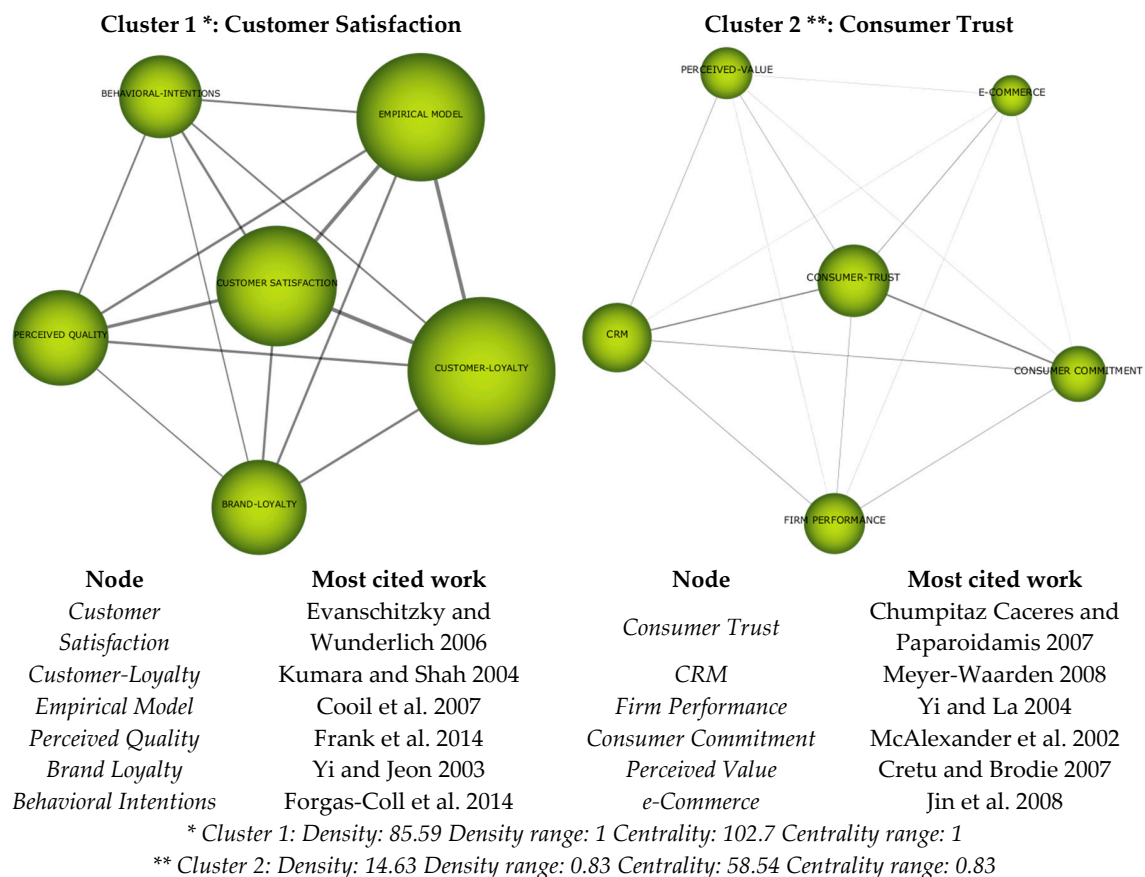 Cluster 1 *: Customer Satisfaction
Cluster 2 **: Consumer Trust
BEHAVIORAL-INTENTIONS
EMPIRICAL MODEL
CUSTOMER SATISFACTION
PERCEIVED QUALITY
CUSTOMER-LOYALTY
BRAND-LOYALTY
PERCEIVED-VALUE
E-COMMERCE
CONSUMER-TRUST
CRM
CONSUMER COMMITMENT
FIRM PERFORMANCE
Node Most cited work Node Most cited work
Customer Satisfaction Evanschitzky and Wunderlich 2006 Consumer Trust Chumpitaz Caceres and Paparoidamis 2007
Customer-Loyalty Kumara and Shah 2004 CRM Meyer-Waarden 2008
Empirical Model Cooil et al. 2007 Firm Performance Yi and La 2004
Perceived Quality Frank et al. 2014 Consumer Commitment McAlexander et al. 2002
Brand Loyalty Yi and Jeon 2003 Perceived Value Cretu and Brodie 2007
Behavioral Intentions Forgas-Coll et al. 2014 e-Commerce Jin et al. 2008
* Cluster 1: Density: 85.59 Density range: 1 Centrality: 102.7 Centrality range: 1
** Cluster 2: Density: 14.63 Density range: 0.83 Centrality: 58.54 Centrality range: 0.83